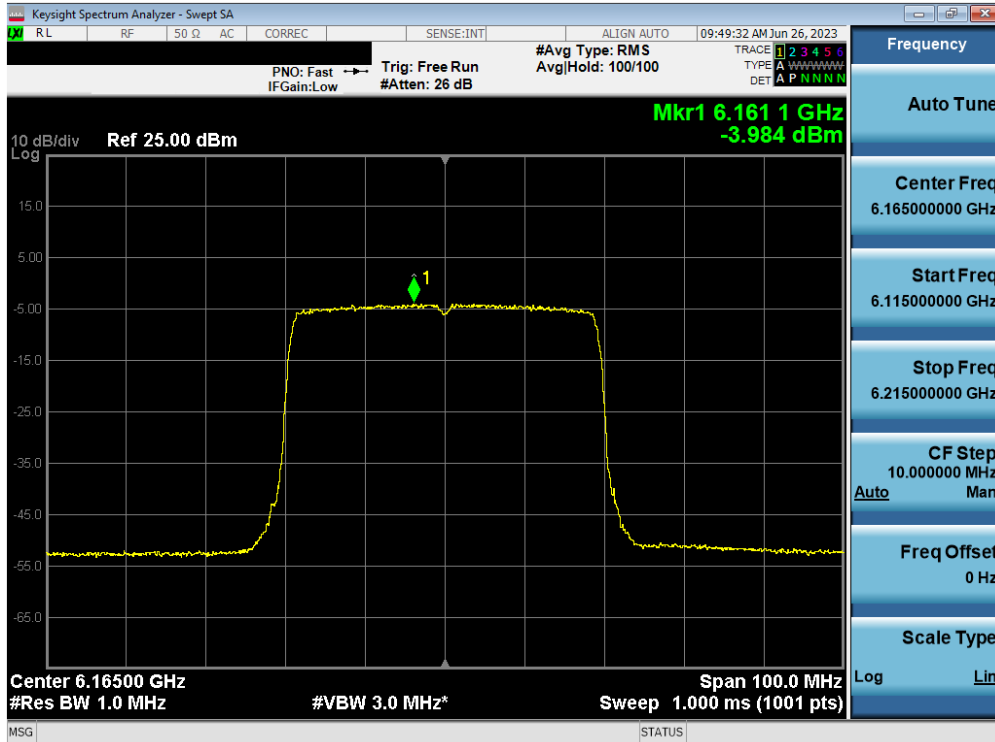 Keysight Spectrum Analyzer - Swept SA
LXI RL RF 50 Ω AC CORREC SENSE:INT ALIGN AUTO 09:49:32 AM Jun 26, 2023
PNO: Fast
IFGain:Low
Trig: Free Run
#Atten: 26 dB
#Avg Type: RMS
Avg|Hold: 100/100
TRACE 1 2 3 4 5 6
TYPE A WWWWW
DET A P N N N N
Mkr1 6.161 1 GHz
-3.984 dBm
10 dB/div Ref 25.00 dBm
Log
15.0
5.00
-5.00
-15.0
-25.0
-35.0
-45.0
-55.0
-65.0
1
Center 6.16500 GHz Span 100.0 MHz
#Res BW 1.0 MHz #VBW 3.0 MHz* Sweep 1.000 ms (1001 pts)
MSG STATUS
Frequency
Auto Tune
Center Freq
6.165000000 GHz
Start Freq
6.115000000 GHz
Stop Freq
6.215000000 GHz
CF Step
10.000000 MHz
Auto Man
Freq Offset
0 Hz
Scale Type
Log Lin